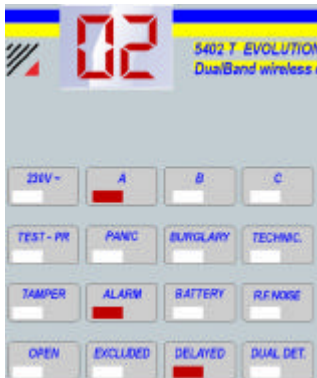 02
5402 T EVOLUTION
DualBand wireless
230V~ A B C
TEST - PR PANIC BURGLARY TECHNIC.
TAMPER ALARM BATTERY R.F. NOISE
OPEN EXCLUDED DELAYED DUAL DET.